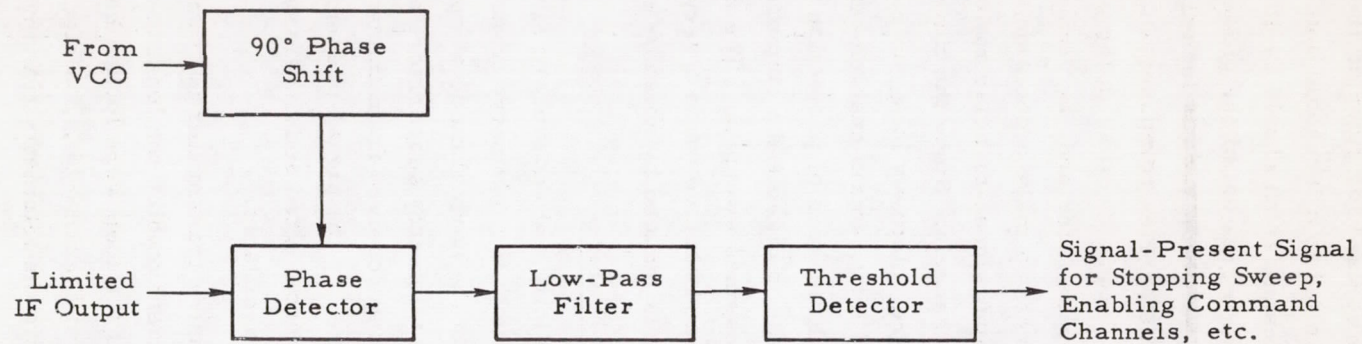 From
VCO
90° Phase
Shift
Limited
IF Output
Phase
Detector
Low-Pass
Filter
Threshold
Detector
Signal-Present Signal
for Stopping Sweep,
Enabling Command
Channels, etc.